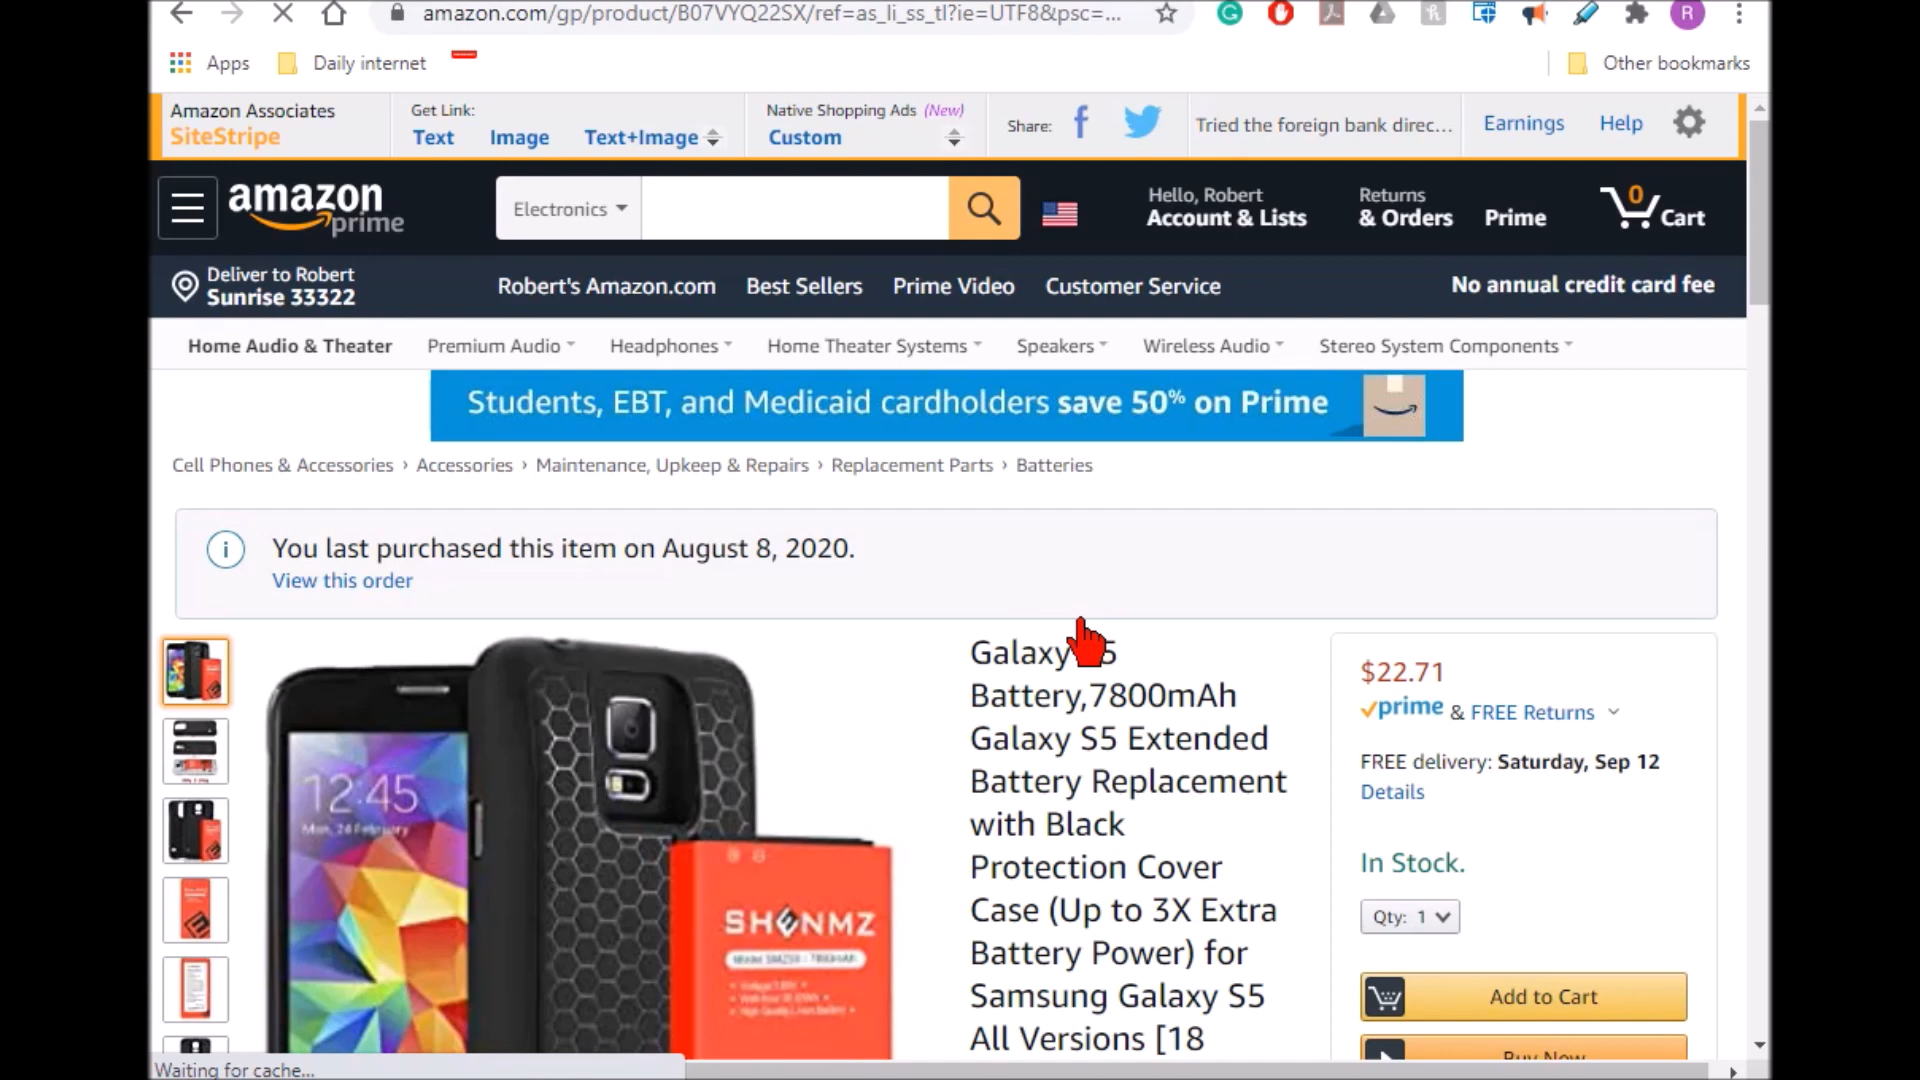 amazon.com/gp/product/B07VYQ22SX/ref=as_li_ss_tl?ie=UTF8&psc=...
R
Apps Daily internet Other bookmarks
Amazon Associates Get Link: Native Shopping Ads (New) Share: Tried the foreign bank direc... Earnings Help
SiteStripe Text Image Text+Image Custom
amazon prime Electronics Hello, Robert Returns 0
Account & Lists & Orders Prime Cart
Deliver to Robert
Sunrise 33322 Robert's Amazon.com Best Sellers Prime Video Customer Service No annual credit card fee
Home Audio & Theater Premium Audio Headphones Home Theater Systems Speakers Wireless Audio Stereo System Components
Students, EBT, and Medicaid cardholders save 50% on Prime
Cell Phones & Accessories › Accessories › Maintenance, Upkeep & Repairs › Replacement Parts › Batteries
You last purchased this item on August 8, 2020.
View this order
12:45
Mon, 24 February
SHENMZ
Galaxy
Battery,7800mAh
Galaxy S5 Extended
Battery Replacement
with Black
Protection Cover
Case (Up to 3X Extra
Battery Power) for
Samsung Galaxy S5
All Versions [18
$22.71
prime & FREE Returns
FREE delivery: Saturday, Sep 12
Details
In Stock.
Qty: 1
Add to Cart
Buy Now
Waiting for cache...